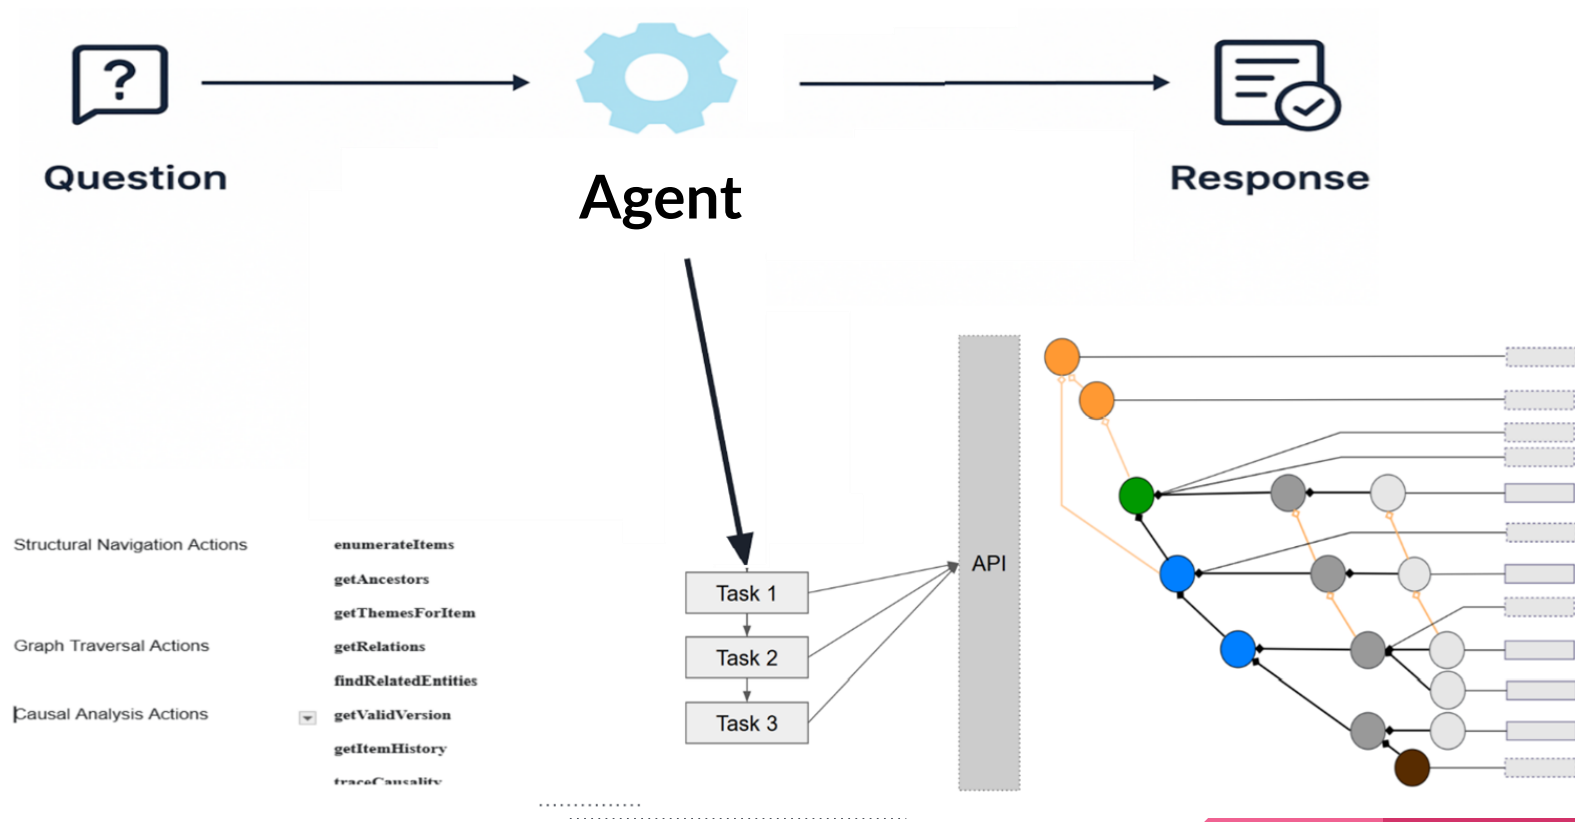 ?
Question
Agent
Response
Structural Navigation Actions
enumerateItems
getAncestors
getThemesForItem
Graph Traversal Actions
getRelations
findRelatedEntities
Causal Analysis Actions
getValidVersion
getItemHistory
traceCausality
Task 1
Task 2
Task 3
API